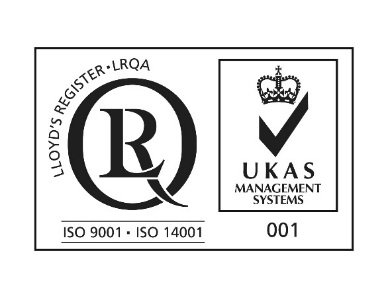 LLOYD'S REGISTER • LRQA
LR
ISO 9001 • ISO 14001
UKAS
MANAGEMENT
SYSTEMS
001